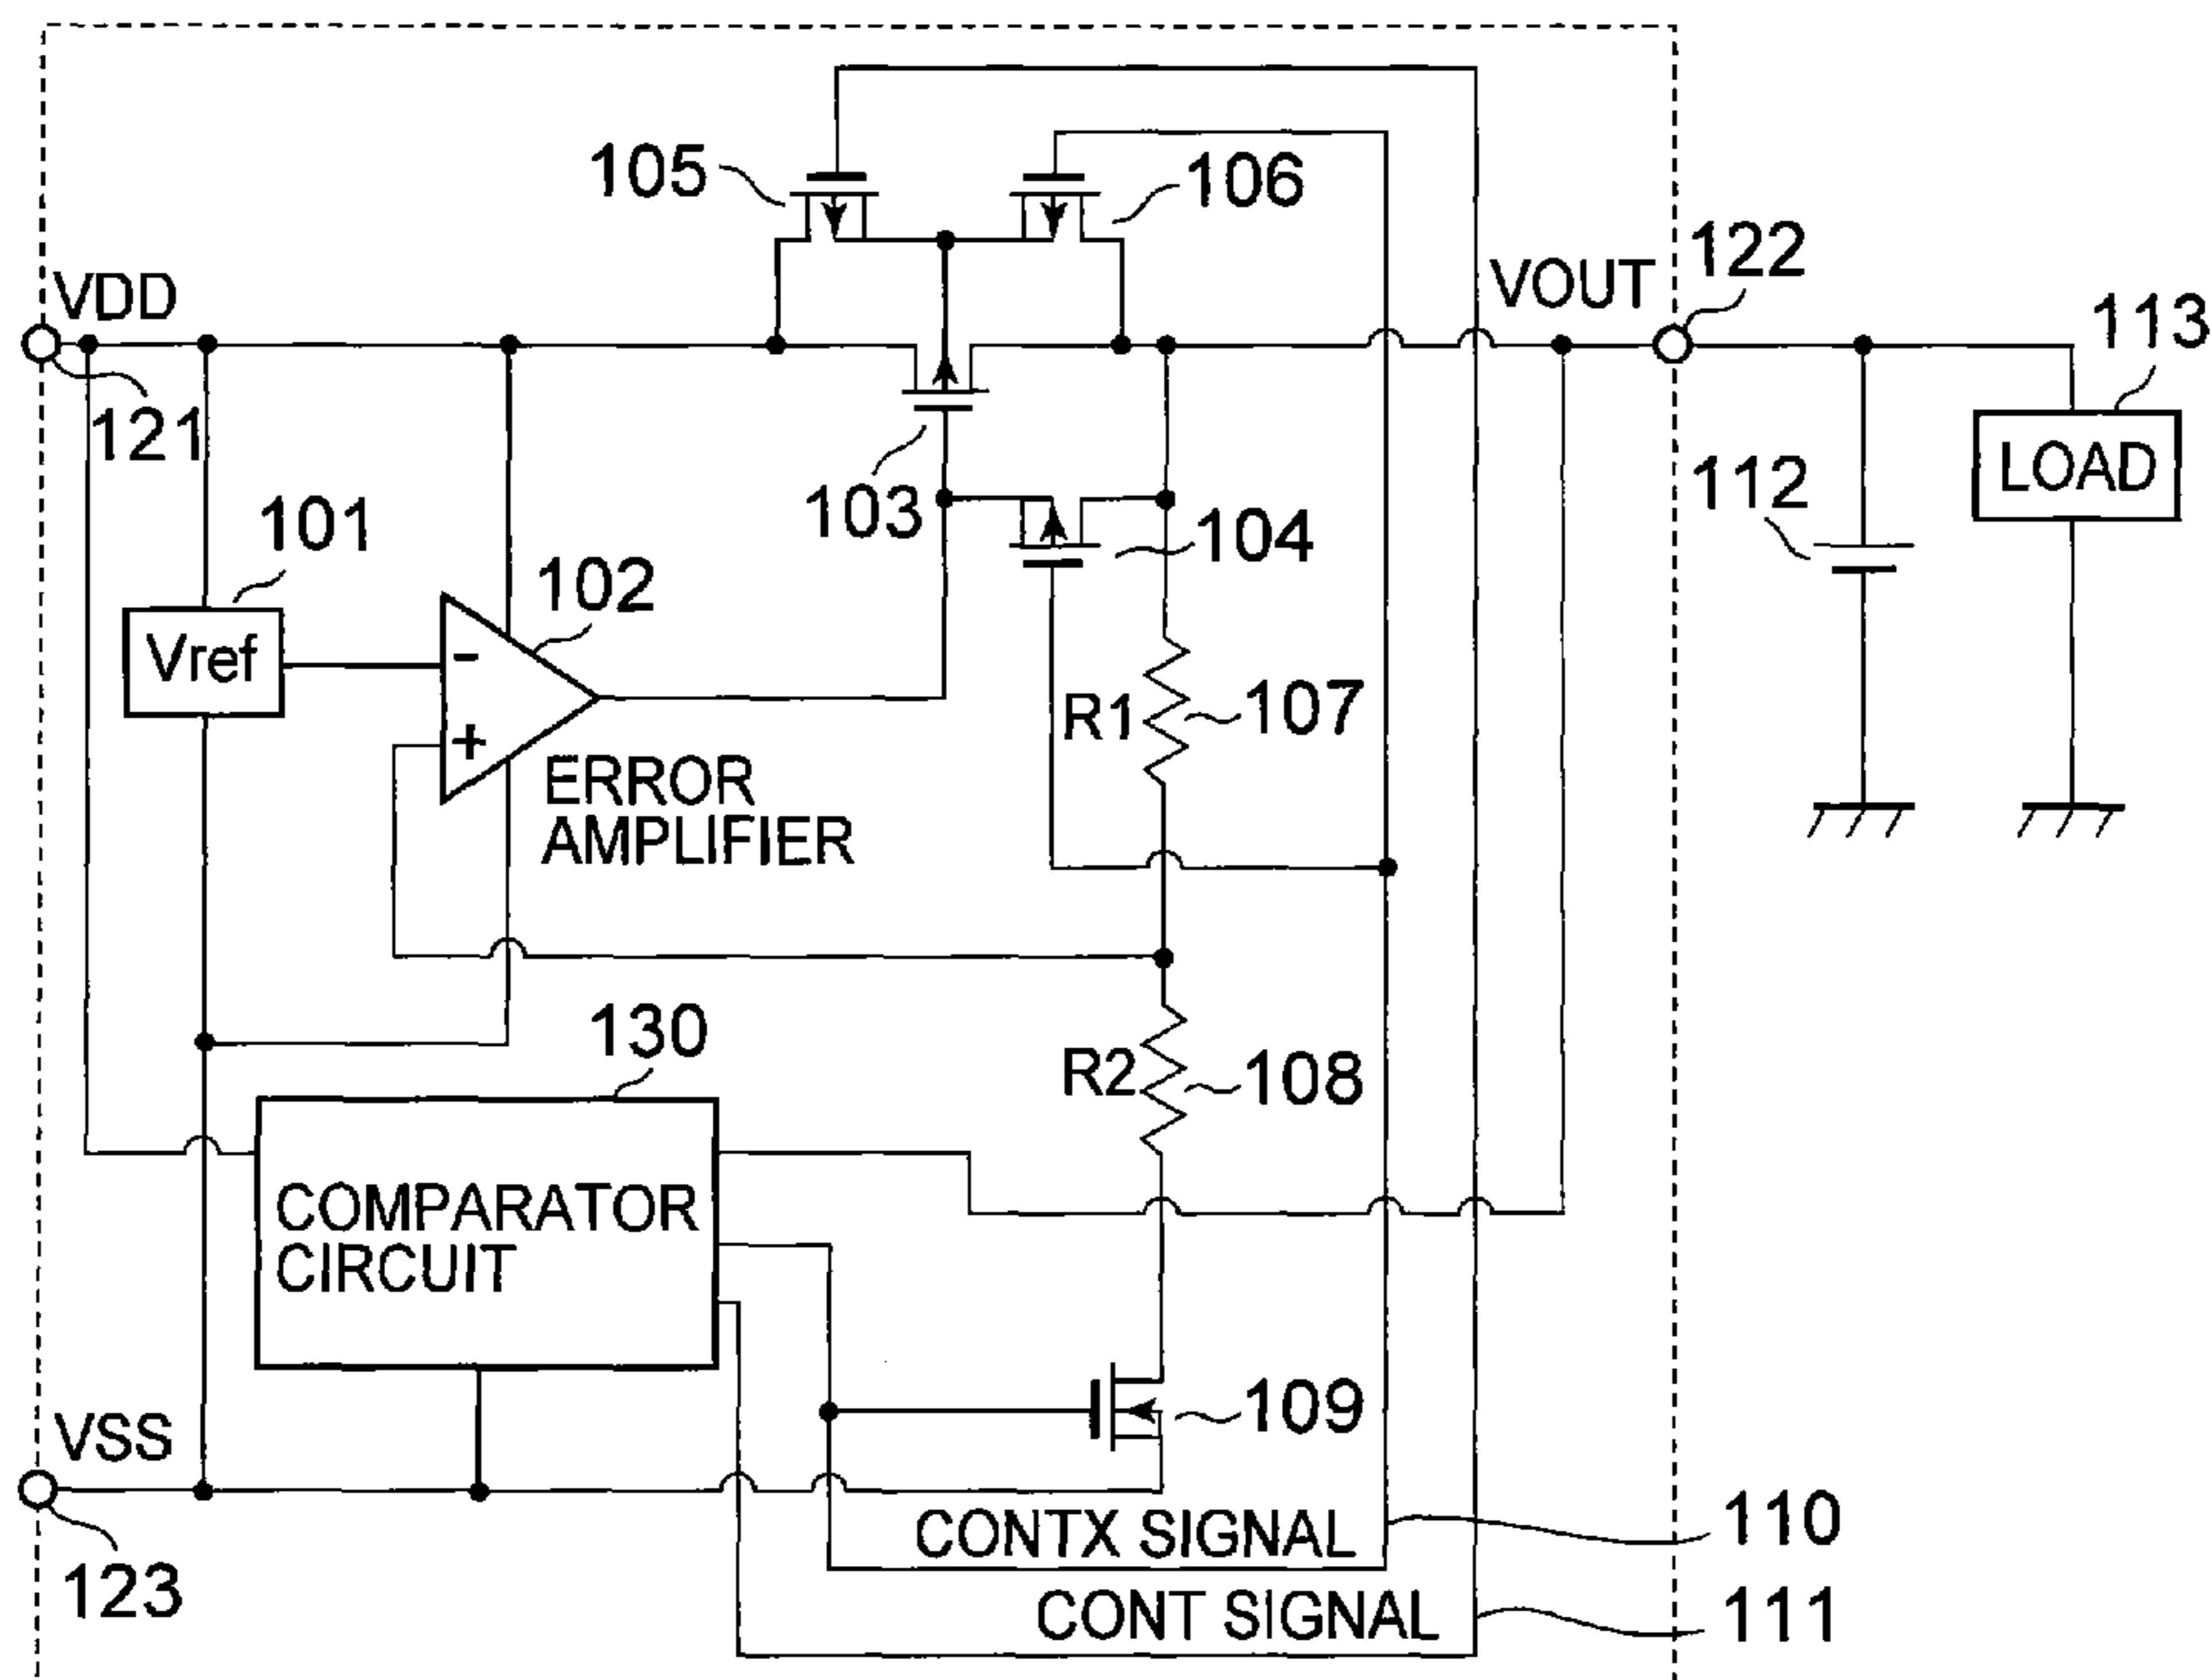 105
106
VDD
VOUT
122
113
121
103
LOAD
112
101
104
102
Vref
-
R1
107
+
ERROR
AMPLIFIER
130
R2
108
COMPARATOR
CIRCUIT
109
VSS
CONTX SIGNAL
110
123
CONT SIGNAL
111